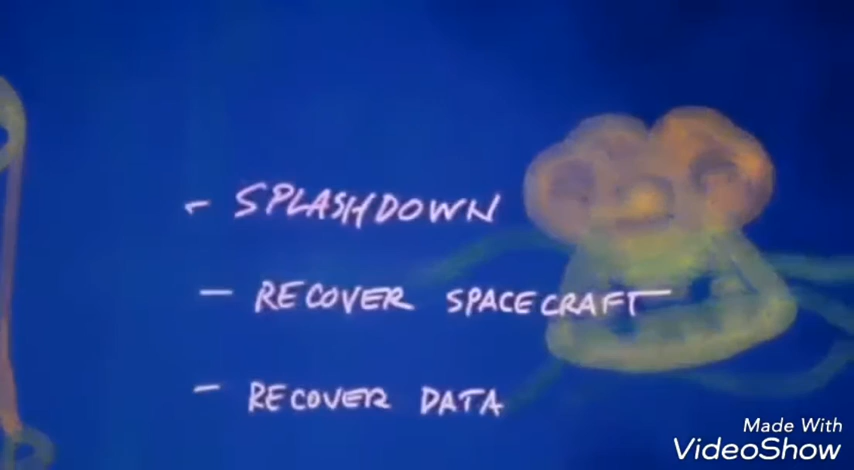 - SPLASHDOWN
- RECOVER SPACECRAFT
- RECOVER DATA
Made With
VideoShow